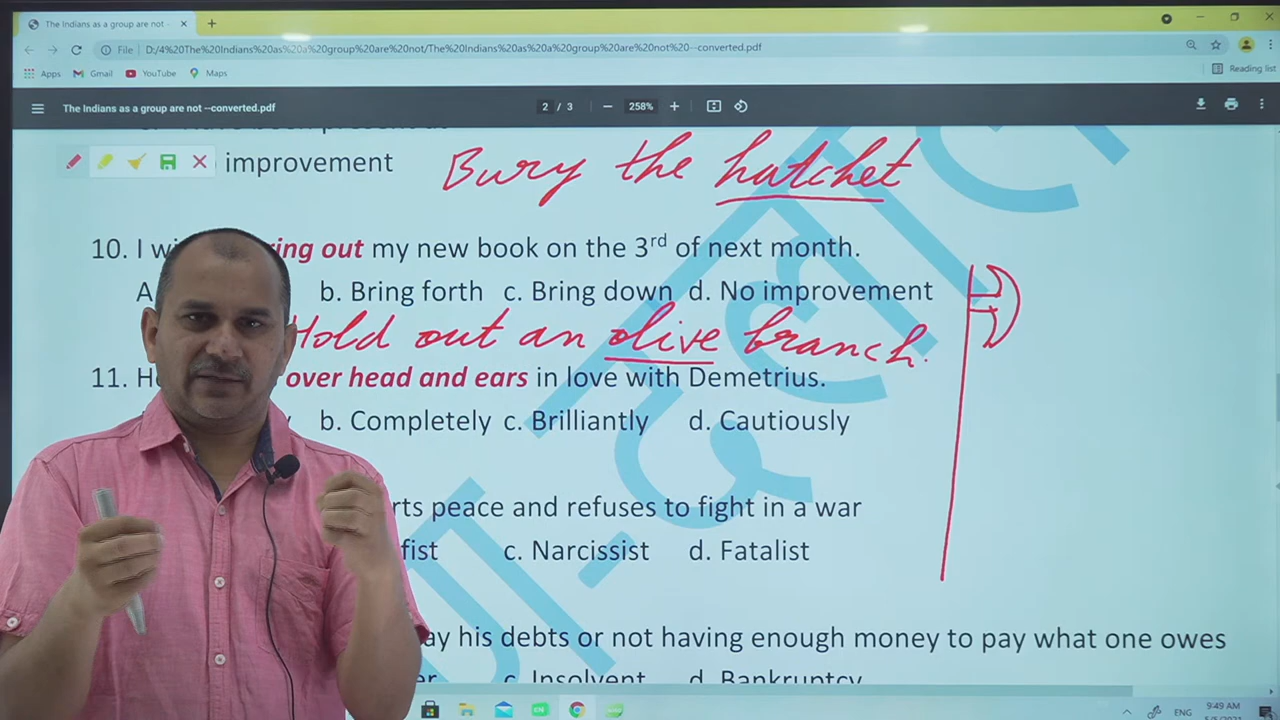 The Indians as a group are not -
File D:/4%20The%20Indians%20as%20a%20group%20are%20not/The%20Indians%20as%20a%20group%20are%20not%20--converted.pdf
Apps Gmail YouTube Maps Reading list
The Indians as a group are not --converted.pdf 2 / 3 258%
improvement Bury the hatchet
10. I ring out my new book on the 3rd of next month.
A b. Bring forth c. Bring down d. No improvement
Hold out an olive branch.
11. H over head and ears in love with Demetrius.
b. Completely c. Brilliantly d. Cautiously
rts peace and refuses to fight in a war
fist c. Narcissist d. Fatalist
ay his debts or not having enough money to pay what one owes
er c. Insolvent d. Bankruptcy
ENG 9:49 AM